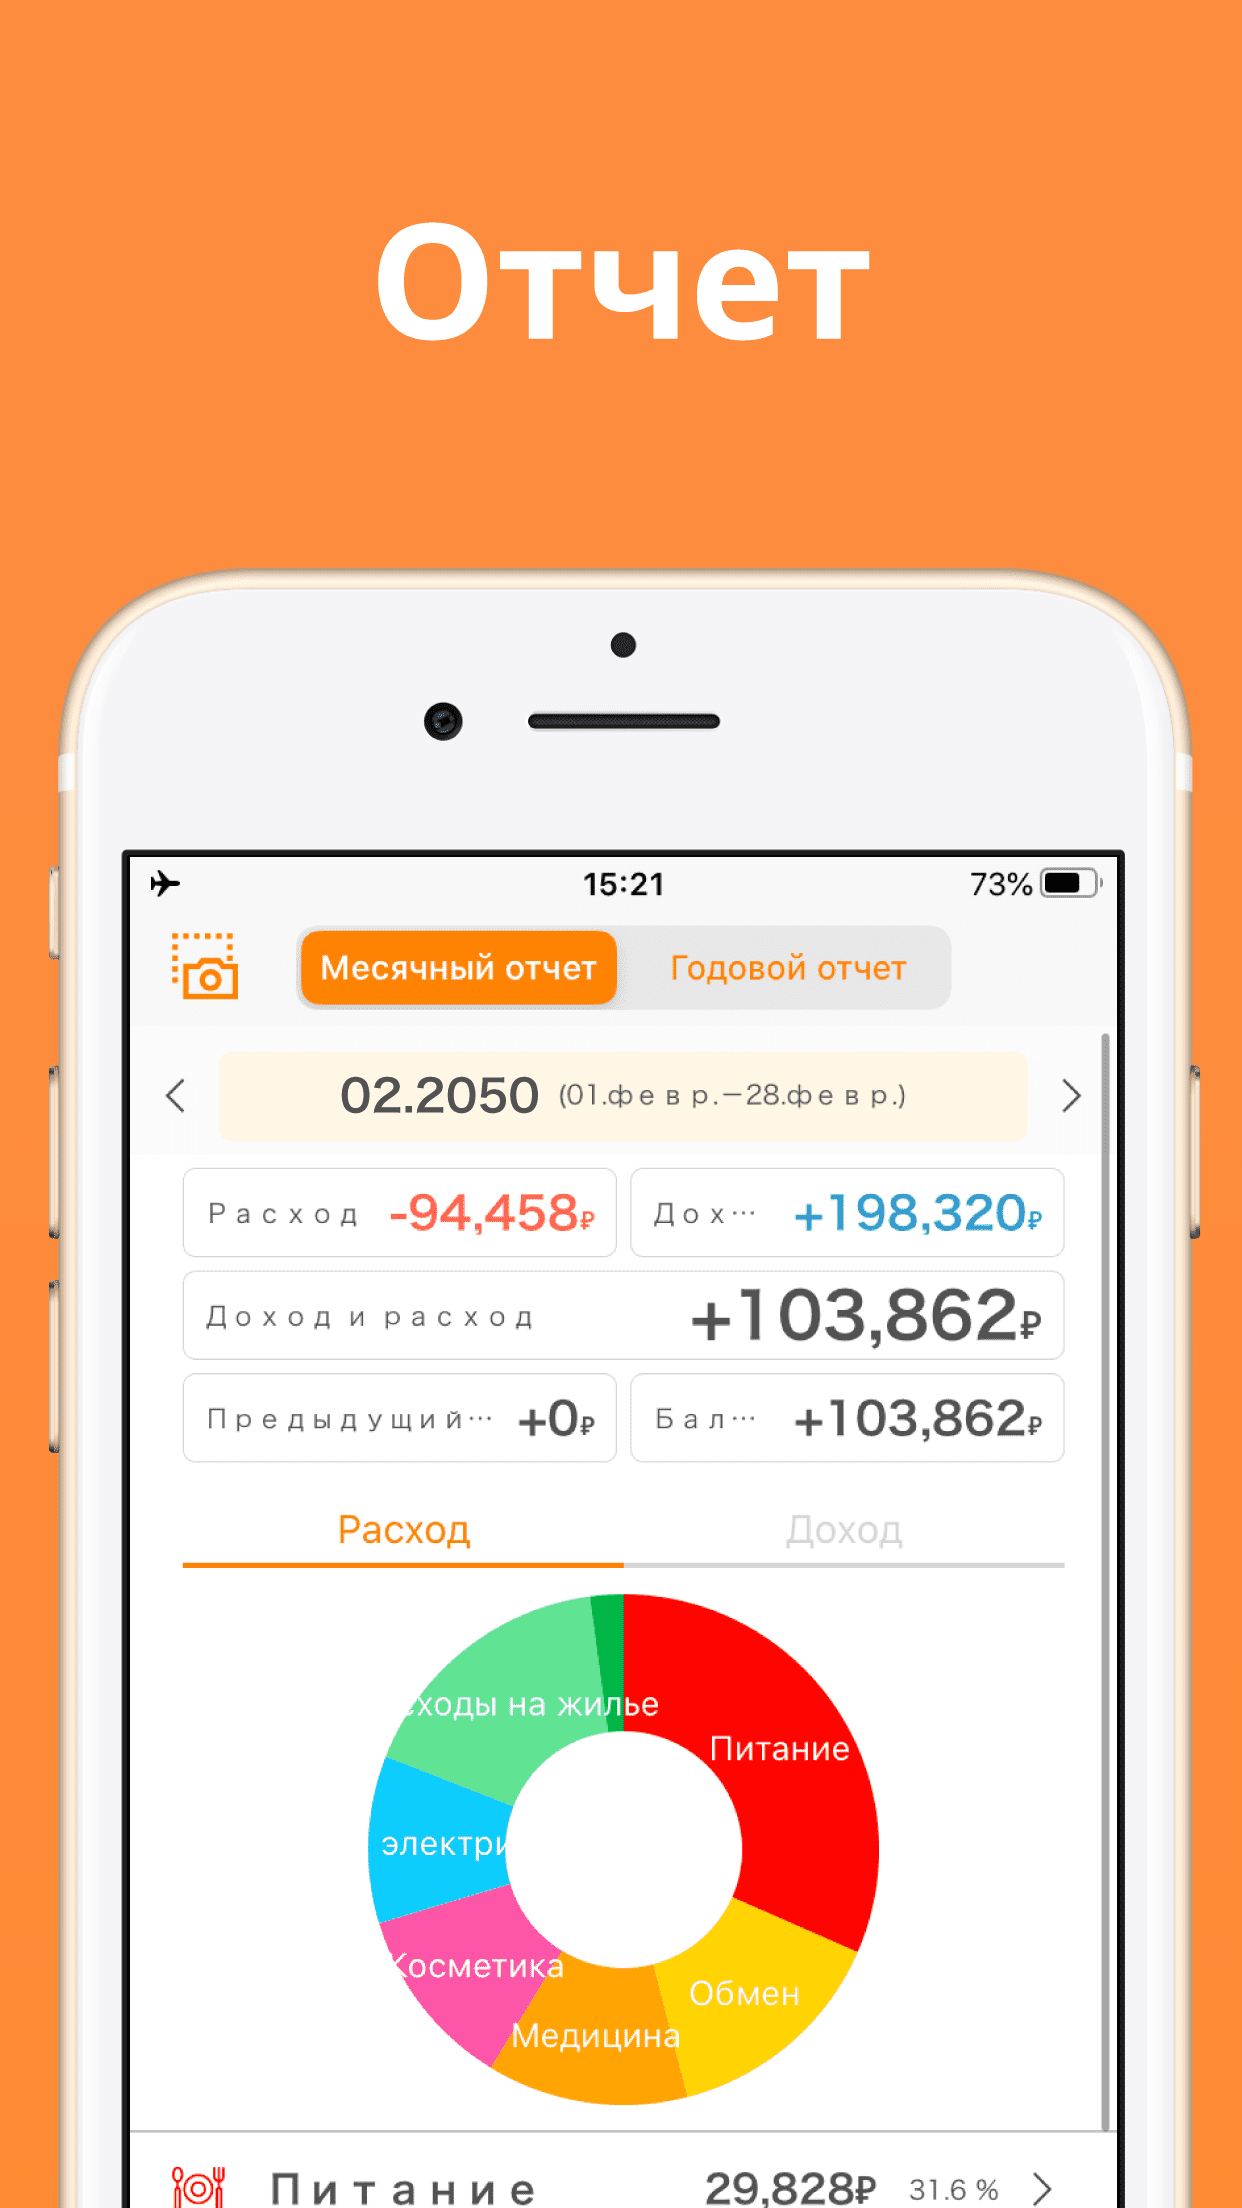 Отчет
15:21 73%
Месячный отчет Годовой отчет
02.2050 (01.февр.–28.февр.)
Расход -94,458₽ Дох… +198,320₽
Доход и расход +103,862₽
Предыдущий… +0₽ Бал… +103,862₽
Расход Доход
сходы на жилье
Питание
электри
Косметика
Обмен
Медицина
Питание 29,828₽ 31.6 %